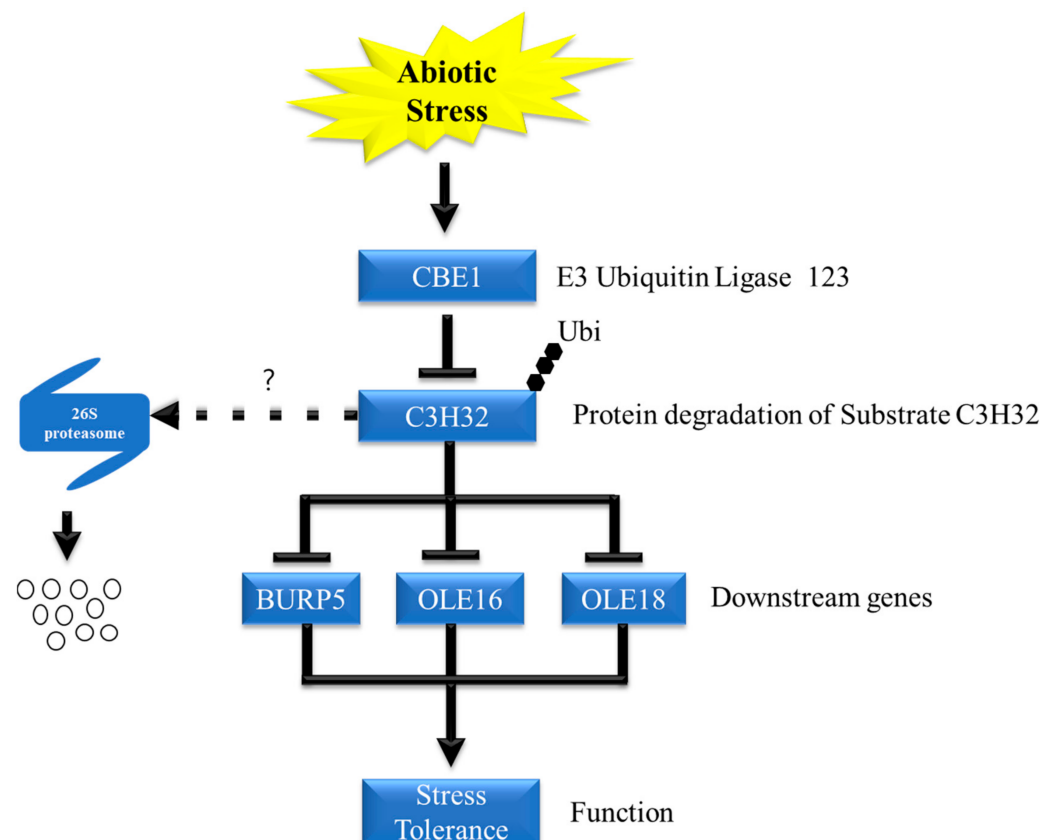 Abiotic
Stress
CBE1
E3 Ubiquitin Ligase 123
Ubi
?
26S
proteasome
C3H32
Protein degradation of Substrate C3H32
BURP5
OLE16
OLE18
Downstream genes
Stress
Tolerance
Function